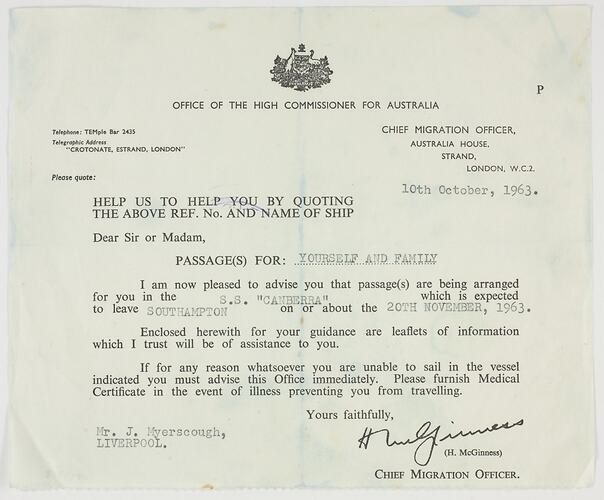 P
OFFICE OF THE HIGH COMMISSIONER FOR AUSTRALIA
Telephone: TEMple Bar 2435
Telegraphic Address
"CROTONATE, ESTRAND, LONDON"
CHIEF MIGRATION OFFICER,
AUSTRALIA HOUSE,
STRAND,
LONDON, W.C.2.
Please quote:
10th October, 1963.
HELP US TO HELP YOU BY QUOTING
THE ABOVE REF. No. AND NAME OF SHIP
Dear Sir or Madam,
PASSAGE(S) FOR: YOURSELF AND FAMILY
I am now pleased to advise you that passage(s) are being arranged
for you in the S.S. "CANBERRA" which is expected
to leave SOUTHAMPTON on or about the 20TH NOVEMBER, 1963.
Enclosed herewith for your guidance are leaflets of information
which I trust will be of assistance to you.
If for any reason whatsoever you are unable to sail in the vessel
indicated you must advise this Office immediately. Please furnish Medical
Certificate in the event of illness preventing you from travelling.
Yours faithfully,
Mr. J. Myerscough,
LIVERPOOL.
H McGinness
(H. McGinness)
CHIEF MIGRATION OFFICER.